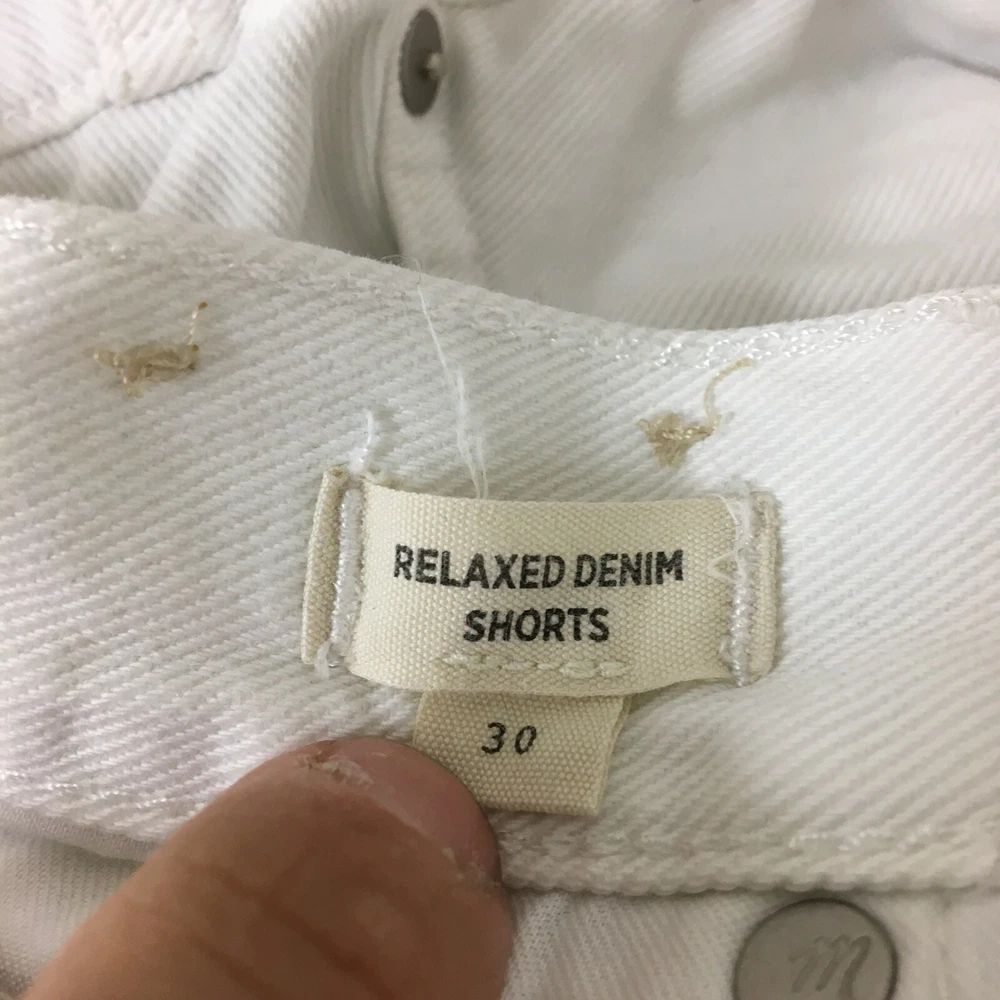 RELAXED DENIM
SHORTS
30
m